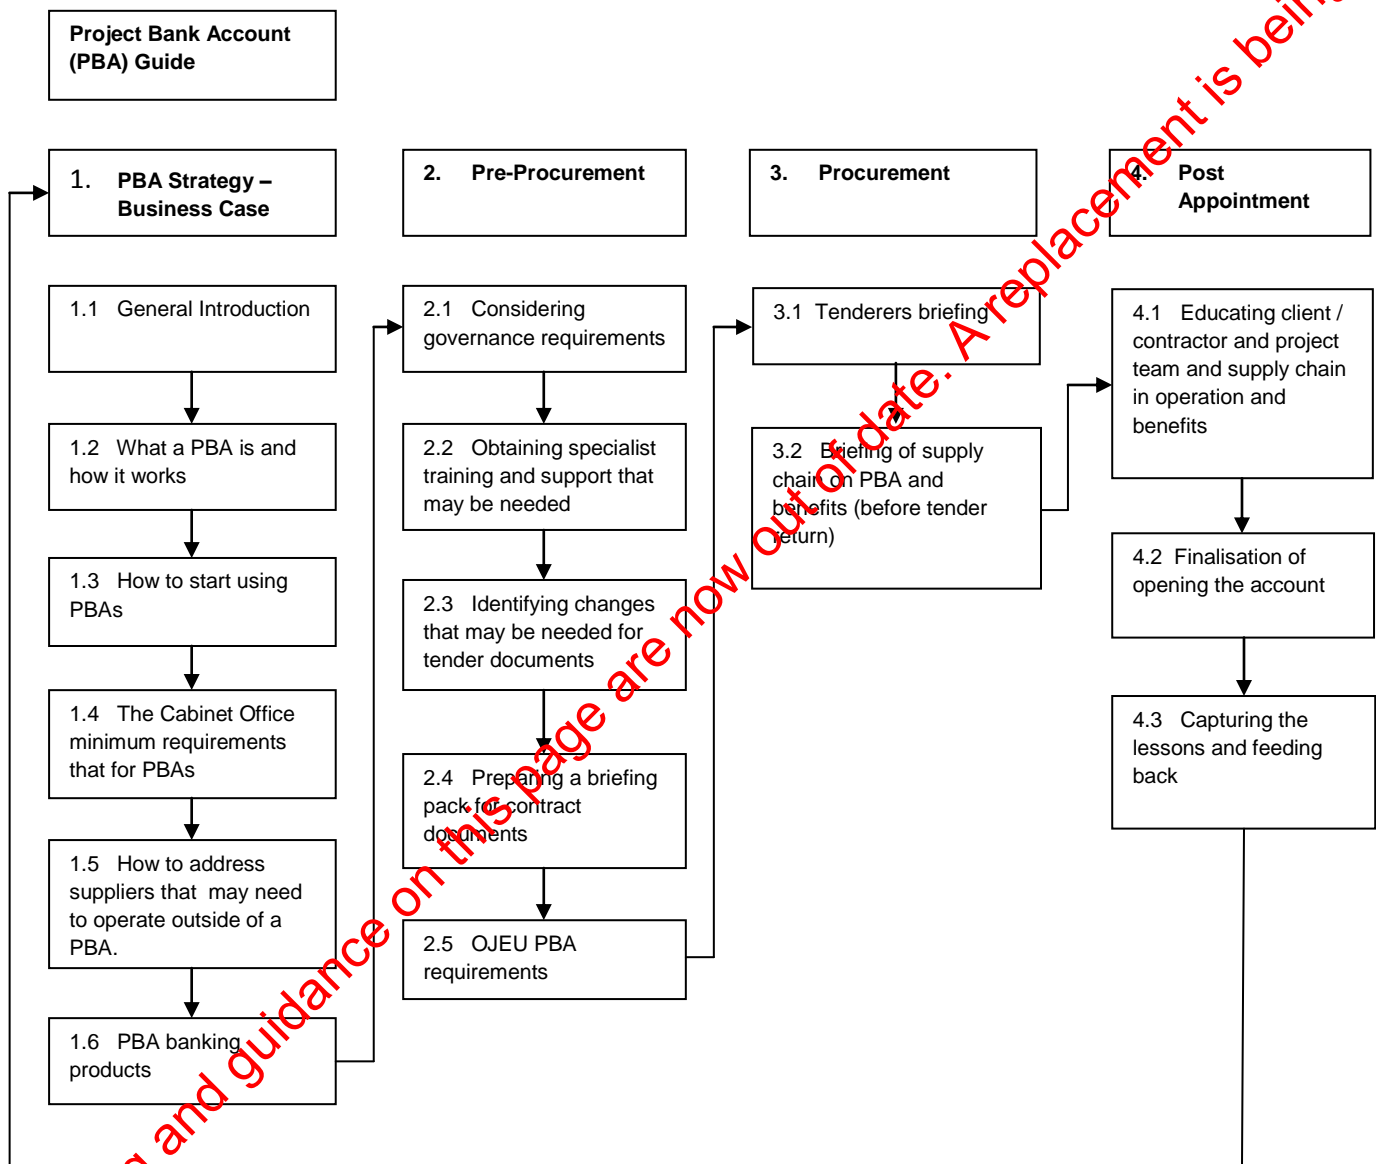 Project Bank Account
(PBA) Guide
1. PBA Strategy –
Business Case
2. Pre-Procurement
3. Procurement
4. Post
Appointment
1.1 General Introduction
1.2 What a PBA is and
how it works
1.3 How to start using
PBAs
1.4 The Cabinet Office
minimum requirements
that for PBAs
1.5 How to address
suppliers that may need
to operate outside of a
PBA.
1.6 PBA banking
products
2.1 Considering
governance requirements
2.2 Obtaining specialist
training and support that
may be needed
2.3 Identifying changes
that may be needed for
tender documents
2.4 Preparing a briefing
pack for contract
documents
2.5 OJEU PBA
requirements
3.1 Tenderers briefing
3.2 Briefing of supply
chain on PBA and
benefits (before tender
return)
4.1 Educating client /
contractor and project
team and supply chain
in operation and
benefits
4.2 Finalisation of
opening the account
4.3 Capturing the
lessons and feeding
back
and guidance on this page are now out of date. A replacement is being